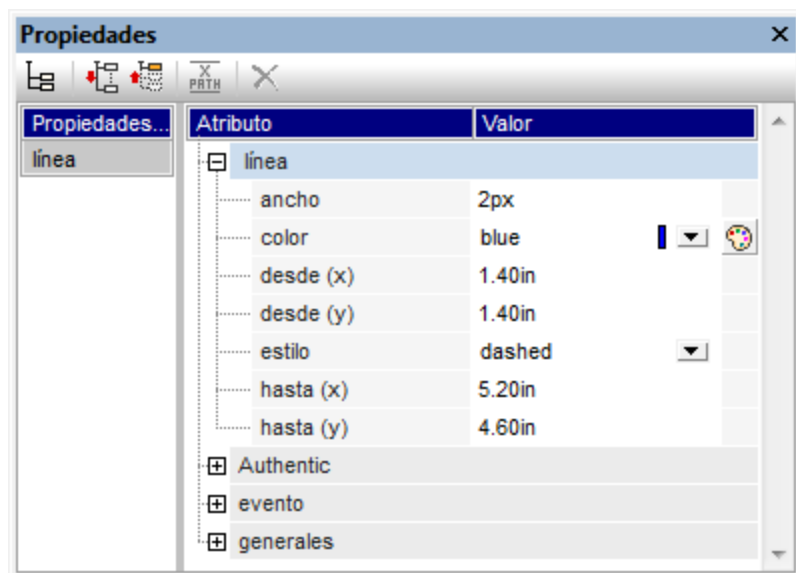 Propiedades
X
PATH
Propiedades...
línea
Atributo Valor
línea
ancho 2px
color blue
desde (x) 1.40in
desde (y) 1.40in
estilo dashed
hasta (x) 5.20in
hasta (y) 4.60in
Authentic
evento
generales